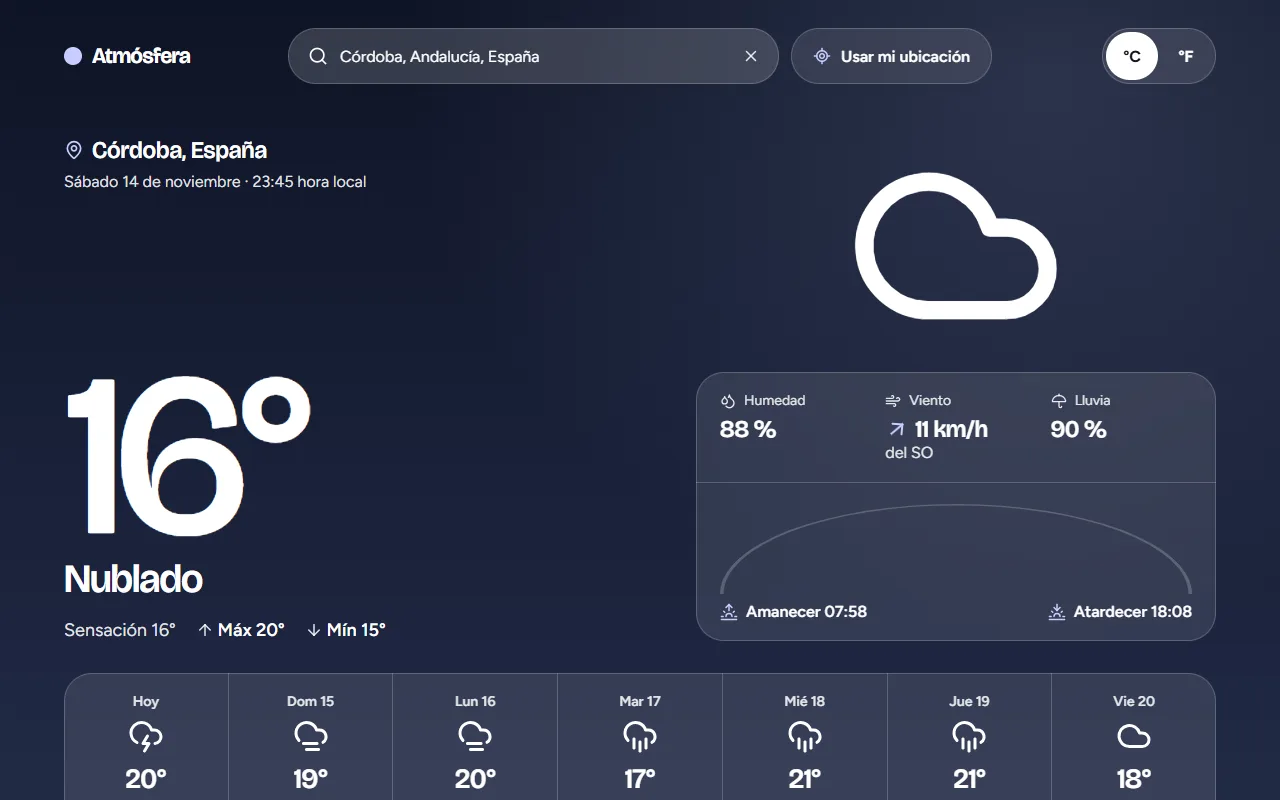 Atmósfera
Córdoba, Andalucía, España
Usar mi ubicación
°C
°F
Córdoba, España
Sábado 14 de noviembre · 23:45 hora local
16°
Nublado
Sensación 16° Máx 20° Mín 15°
Humedad
88 %
Viento
11 km/h
del SO
Lluvia
90 %
Amanecer 07:58
Atardecer 18:08
Hoy
20°
Dom 15
19°
Lun 16
20°
Mar 17
17°
Mié 18
21°
Jue 19
21°
Vie 20
18°